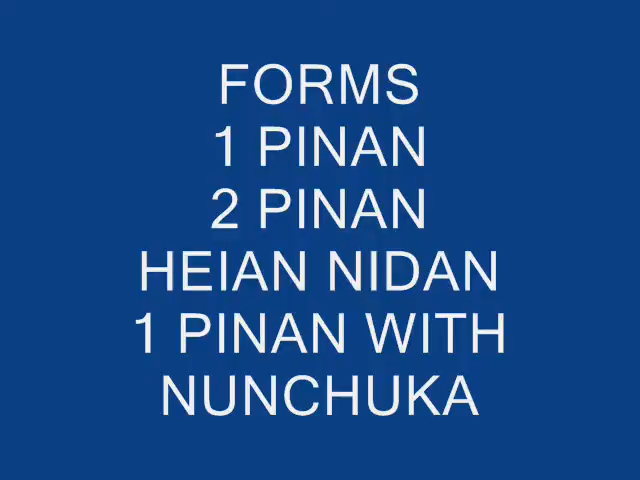 FORMS
1 PINAN
2 PINAN
HEIAN NIDAN
1 PINAN WITH
NUNCHUKA